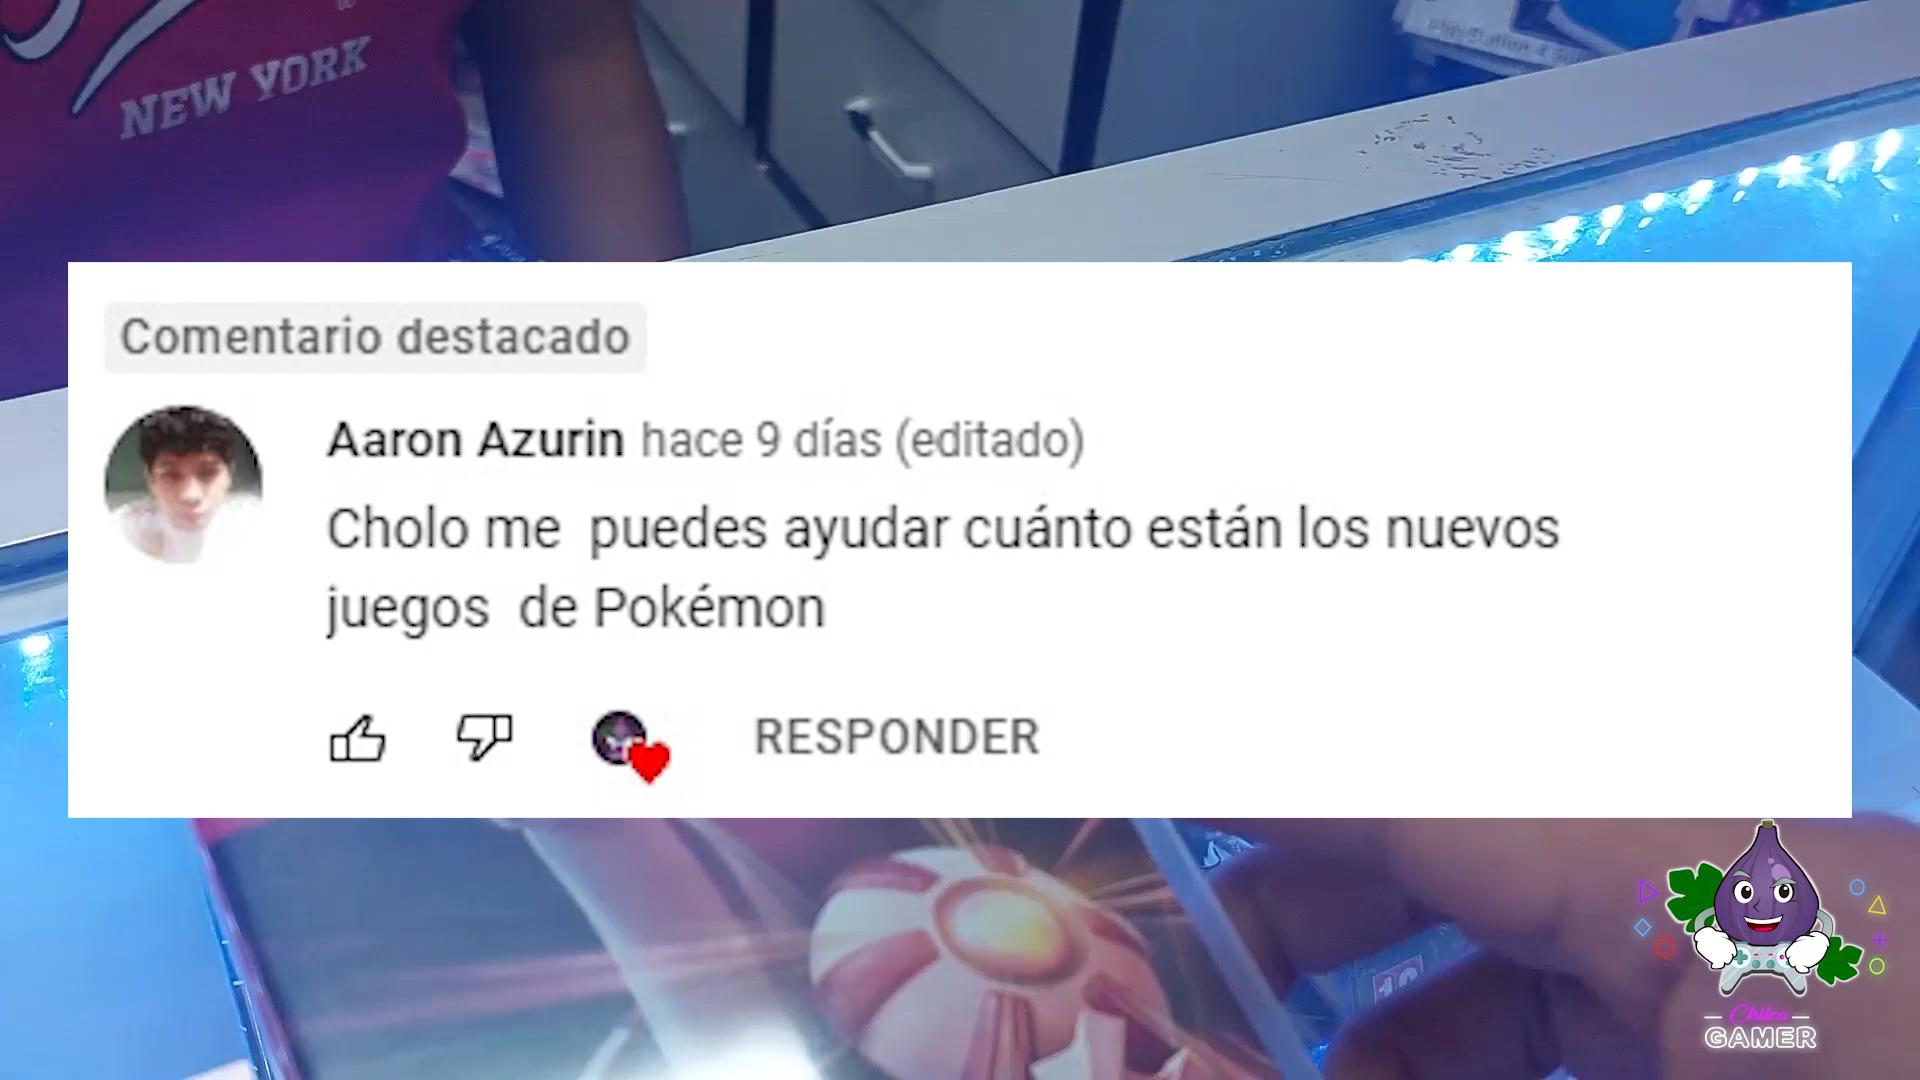 NEW YORK
Comentario destacado
Aaron Azurin hace 9 días (editado)
Cholo me puedes ayudar cuánto están los nuevos
juegos de Pokémon
RESPONDER
Chilca
GAMER